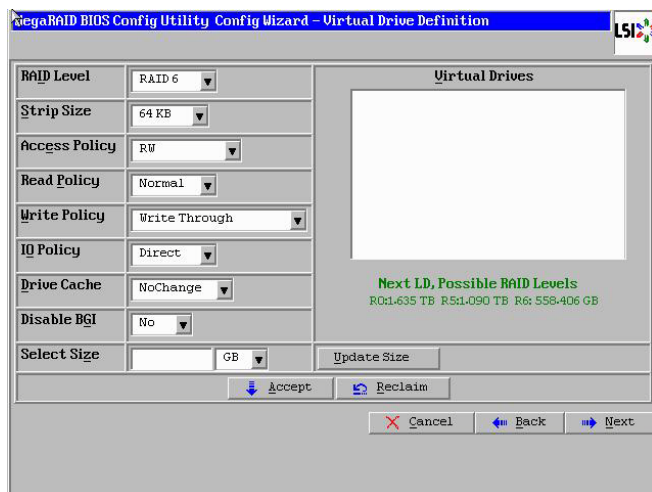 MegaRAID BIOS Config Utility Config Wizard – Virtual Drive Definition
LSI
RAID Level RAID 6
Strip Size 64 KB
Access Policy RW
Read Policy Normal
Write Policy Write Through
IO Policy Direct
Drive Cache NoChange
Disable BGI No
Select Size GB
Virtual Drives
Next LD, Possible RAID Levels
R0:1.635 TB R5:1.090 TB R6: 558.406 GB
Update Size
Accept Reclaim
Cancel Back Next